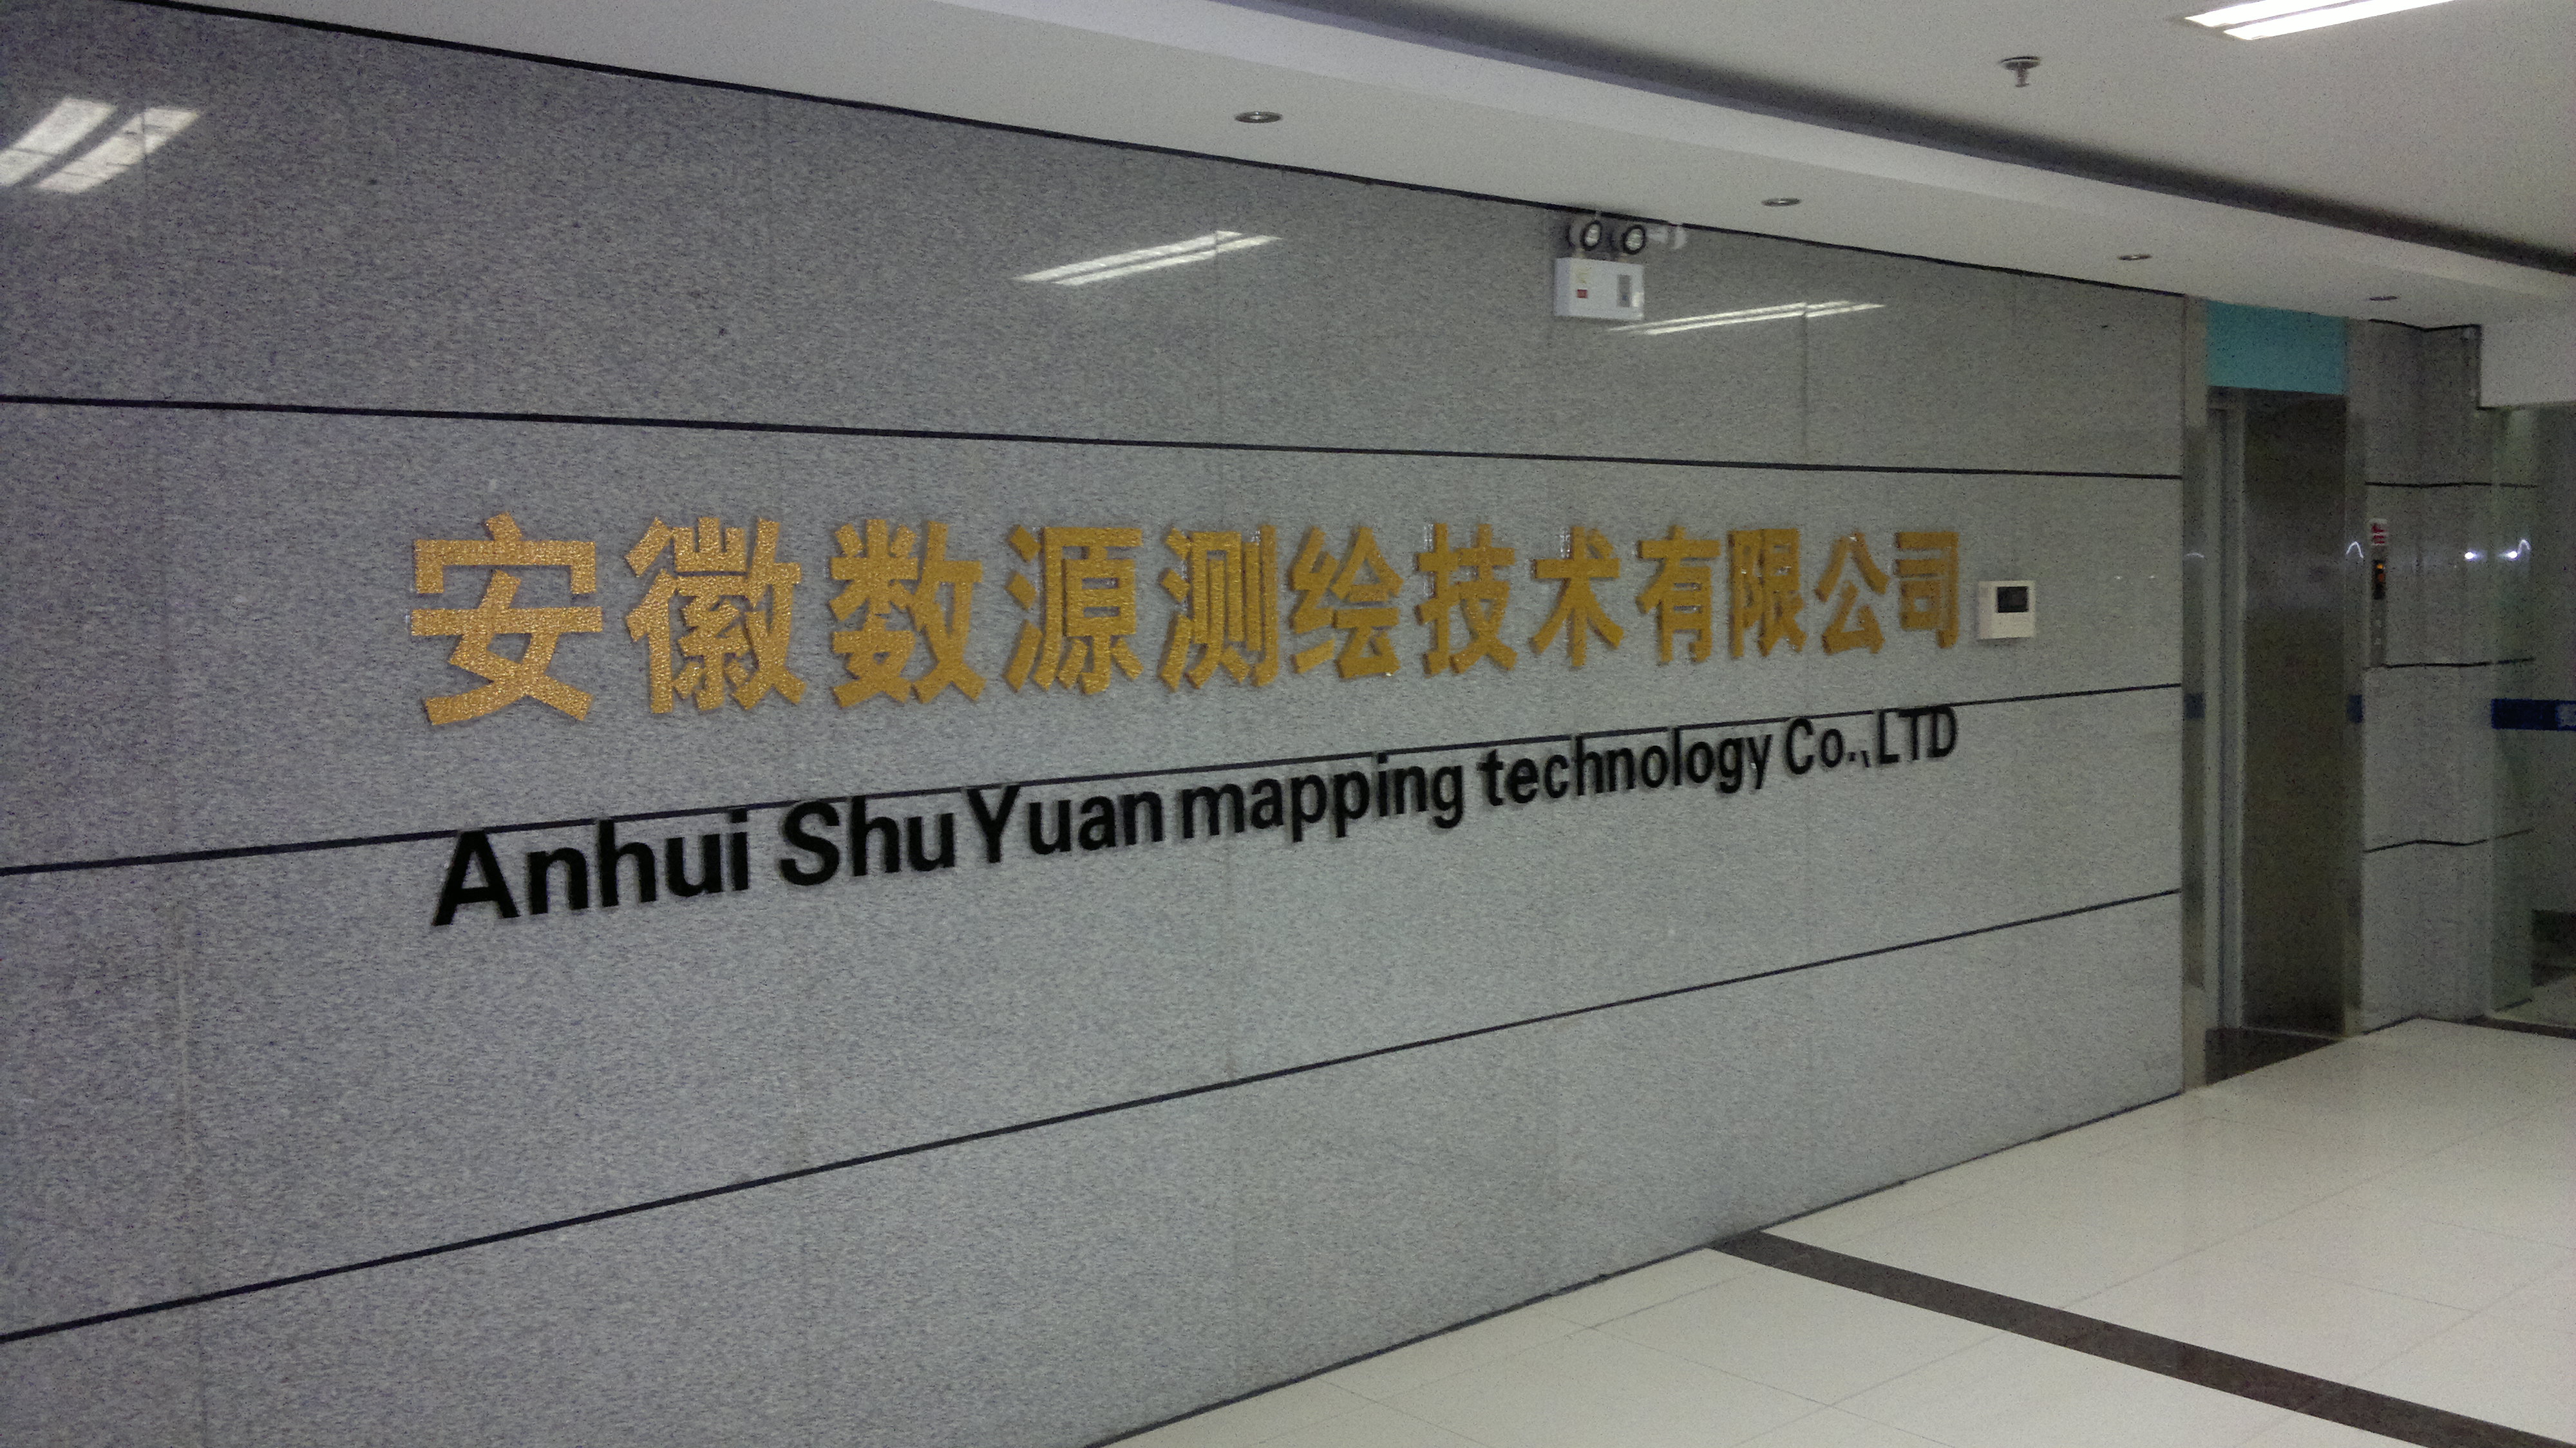 安徽数源测绘技术有限公司
Anhui ShuYuan mapping technology Co.,LTD